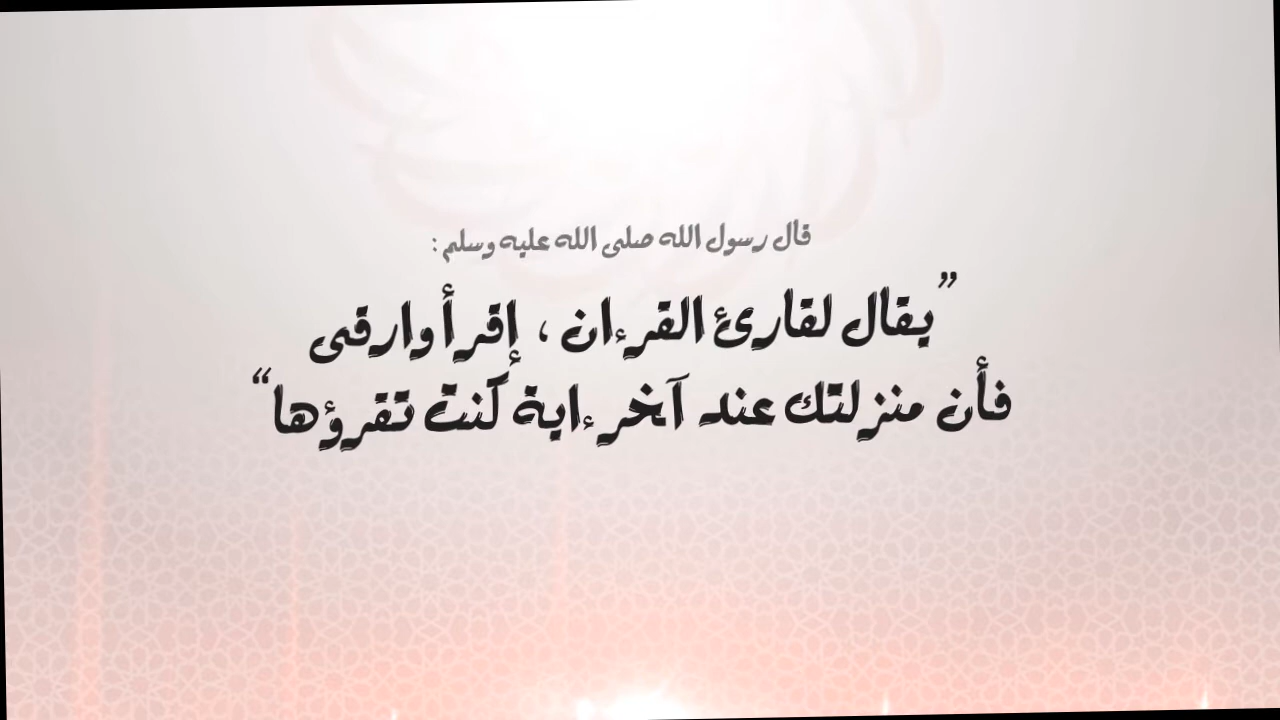 قال رسول الله صلى الله عليه وسلم :
”يقال لقارئ القرءان ، إقرأ وارقى
فأن منزلتك عند آخر ءاية كنت تقرؤها“